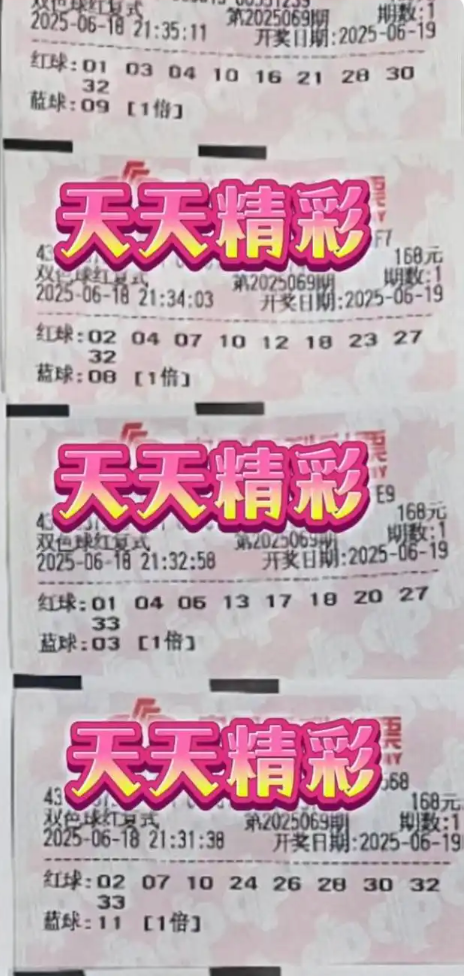 双色球红复式
第2025069期 期数:1
2025-06-18 21:35:11 开奖日期:2025-06-19
红球:01 03 04 10 16 21 28 30
32
蓝球:09 [1倍]
天天精彩
F7
168元
双色球红复式 第2025069期 期数:1
2025-06-18 21:34:03 开奖日期:2025-06-19
红球:02 04 07 10 12 18 23 27
32
蓝球:08 [1倍]
天天精彩
E9
168元
双色球红复式 第2025069期 期数:1
2025-06-18 21:32:58 开奖日期:2025-06-19
红球:01 04 06 13 17 18 20 27
33
蓝球:03 [1倍]
天天精彩
568
43 168元
双色球红复式 第2025069期 期数:1
2025-06-18 21:31:38 开奖日期:2025-06-19
红球:02 07 10 24 26 28 30 32
33
蓝球:11 [1倍]